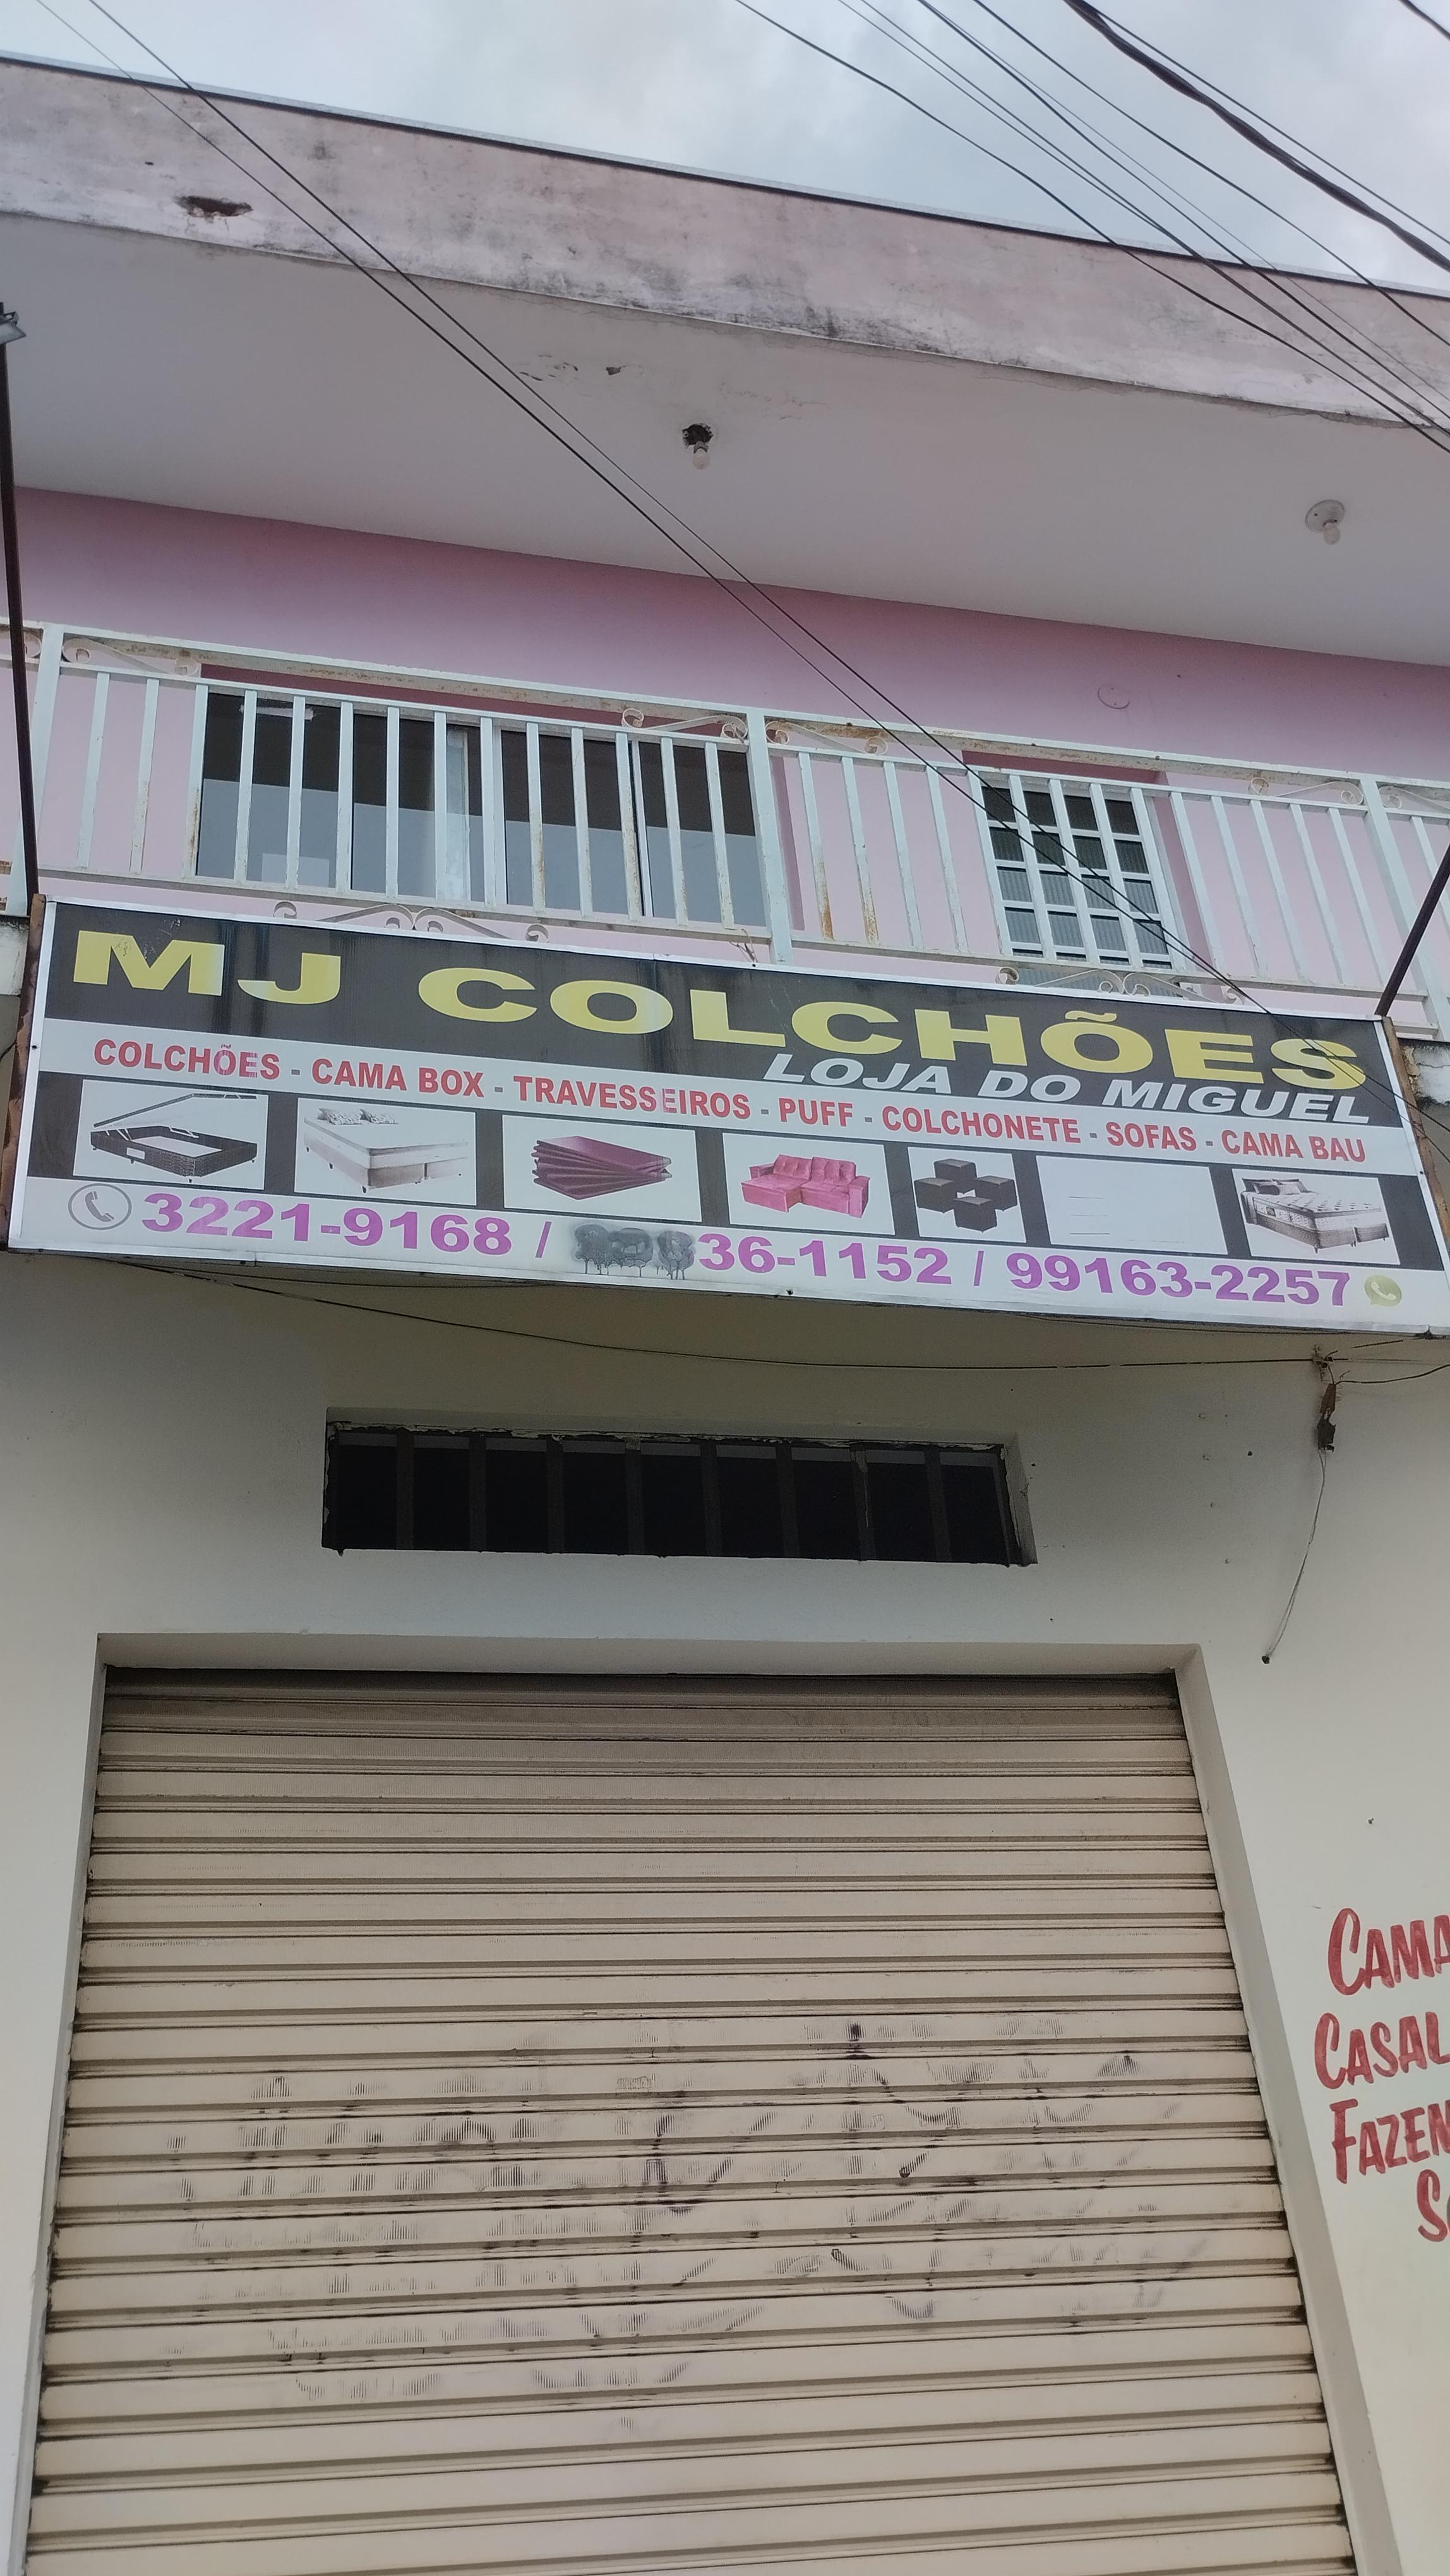 MJ COLCHÕES
LOJA DO MIGUEL
COLCHÕES - CAMA BOX - TRAVESSEIROS - PUFF - COLCHONETE - SOFAS - CAMA BAU
3221-9168 / 36-1152 / 99163-2257
CAMA
CASAL